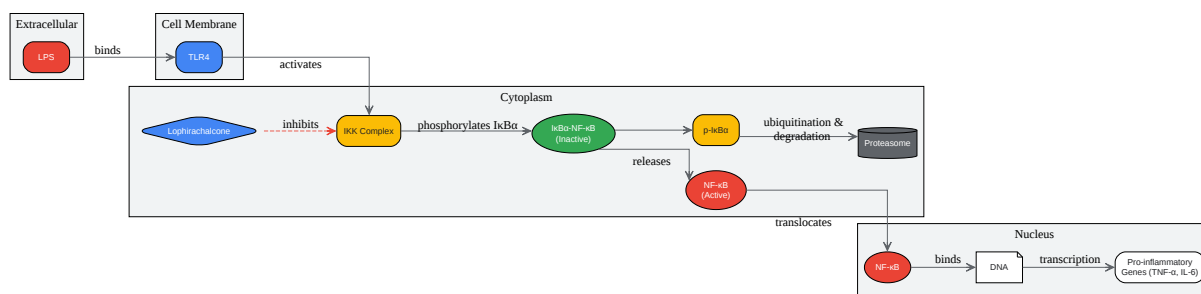 Extracellular
LPS
binds
Cell Membrane
TLR4
activates
Cytoplasm
Lophirachalcone
inhibits
IKK Complex
phosphorylates IκBα
IκBα-NF-κB
(Inactive)
p-IκBα
ubiquitination &
degradation
Proteasome
releases
NF-κB
(Active)
translocates
Nucleus
NF-κB
binds
DNA
transcription
Pro-inflammatory
Genes (TNF-α, IL-6)